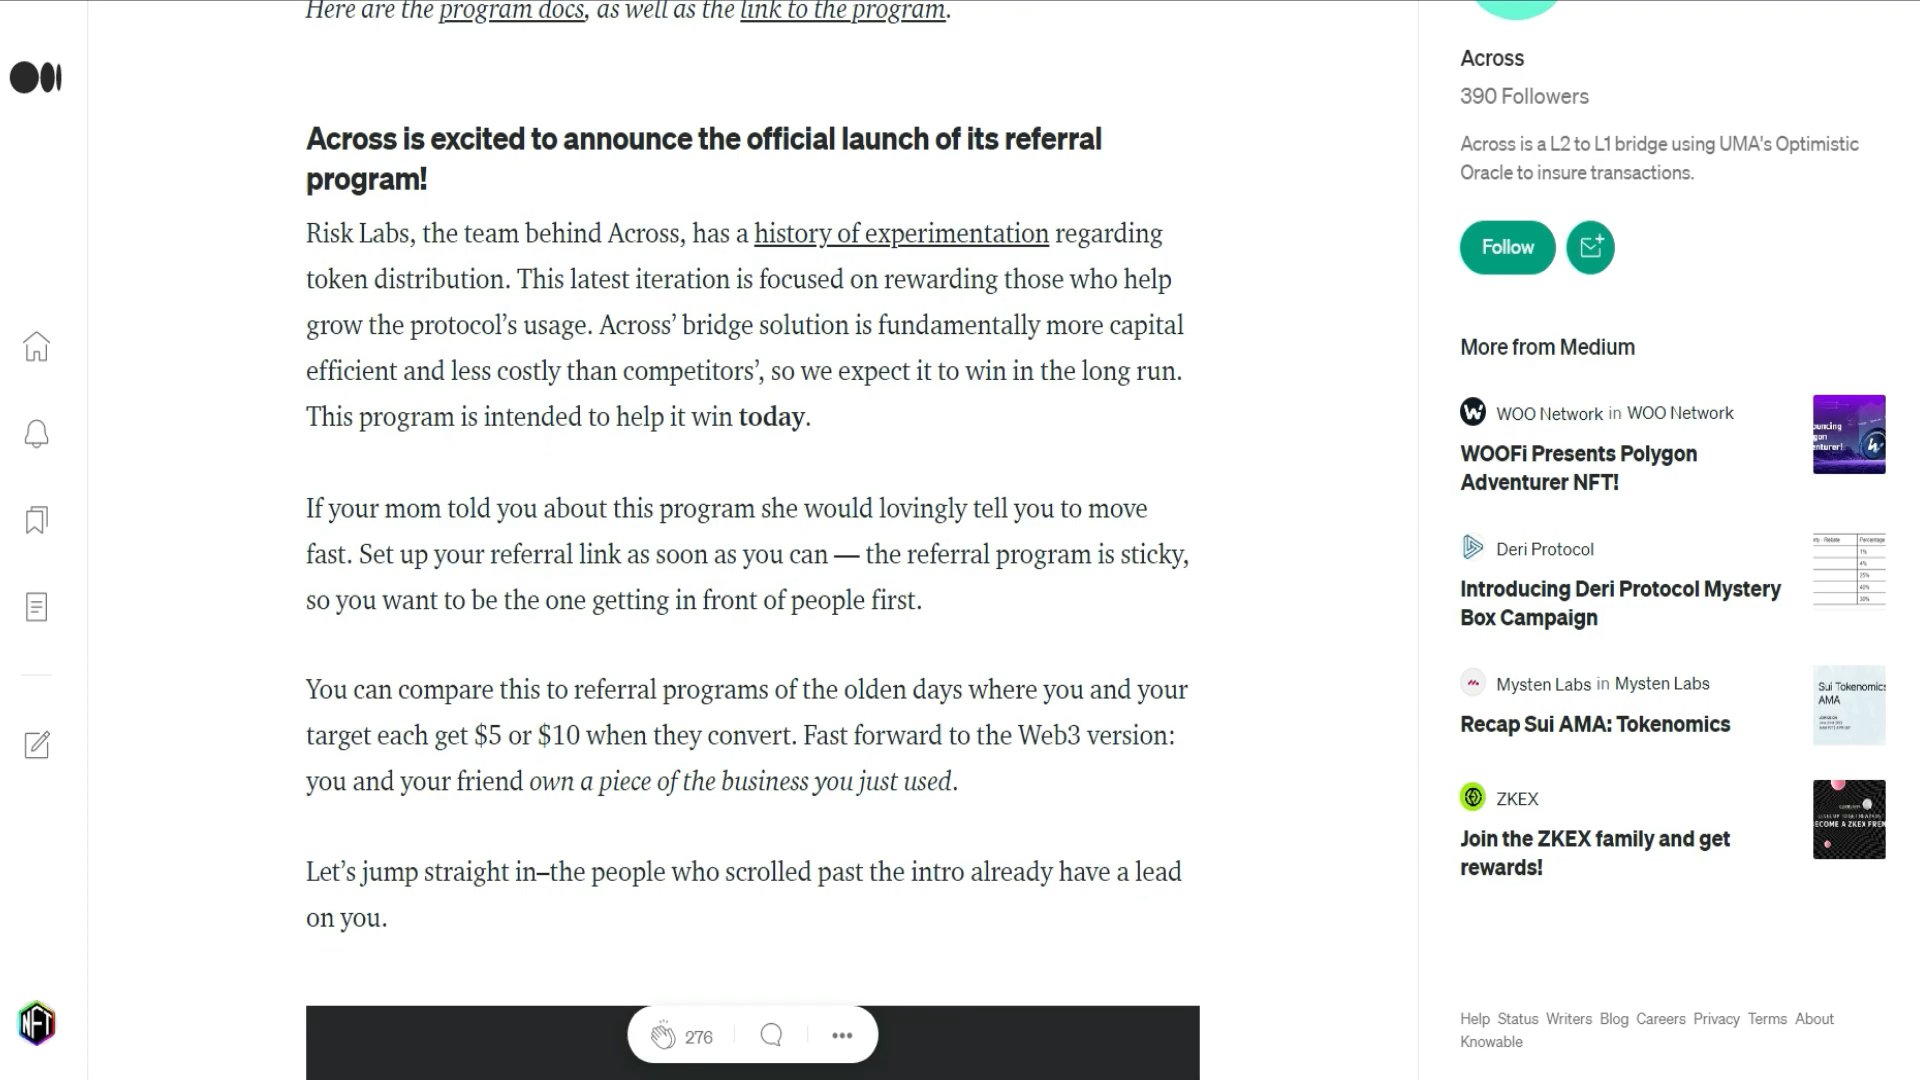 Here are the program docs, as well as the link to the program.
Across is excited to announce the official launch of its referral
program!
Risk Labs, the team behind Across, has a history of experimentation regarding
token distribution. This latest iteration is focused on rewarding those who help
grow the protocol’s usage. Across’ bridge solution is fundamentally more capital
efficient and less costly than competitors’, so we expect it to win in the long run.
This program is intended to help it win today.
If your mom told you about this program she would lovingly tell you to move
fast. Set up your referral link as soon as you can — the referral program is sticky,
so you want to be the one getting in front of people first.
You can compare this to referral programs of the olden days where you and your
target each get $5 or $10 when they convert. Fast forward to the Web3 version:
you and your friend own a piece of the business you just used.
Let’s jump straight in–the people who scrolled past the intro already have a lead
on you.
276
NFT
Across
390 Followers
Across is a L2 to L1 bridge using UMA's Optimistic
Oracle to insure transactions.
Follow
More from Medium
WOO Network in WOO Network
WOOFi Presents Polygon
Adventurer NFT!
Deri Protocol
Introducing Deri Protocol Mystery
Box Campaign
Percentage
1%
4%
25%
40%
30%
Mysten Labs in Mysten Labs
Recap Sui AMA: Tokenomics
Sui Tokenomics
AMA
ZKEX
Join the ZKEX family and get
rewards!
ECOME A ZKEX FREN
Help Status Writers Blog Careers Privacy Terms About
Knowable